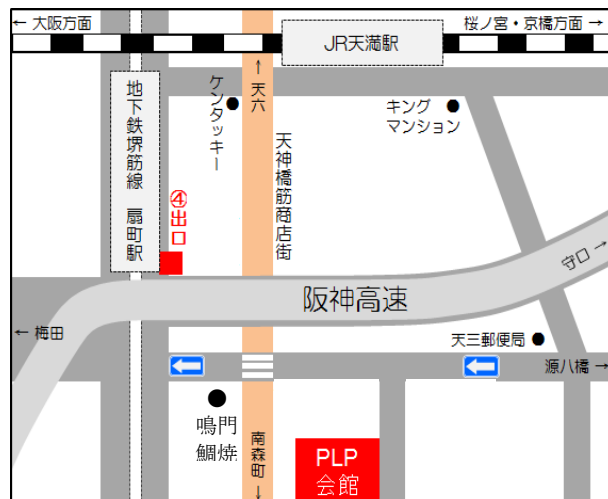 ← 大阪方面
桜ノ宮・京橋方面 →
JR天満駅
地下鉄堺筋線 扇町駅
④出口
ケンタッキー
← 天六
天神橋筋商店街
キング
マンション
守口 →
阪神高速
← 梅田
天三郵便局
源八橋 →
鳴門
鯛焼
南森町 →
PLP
会館